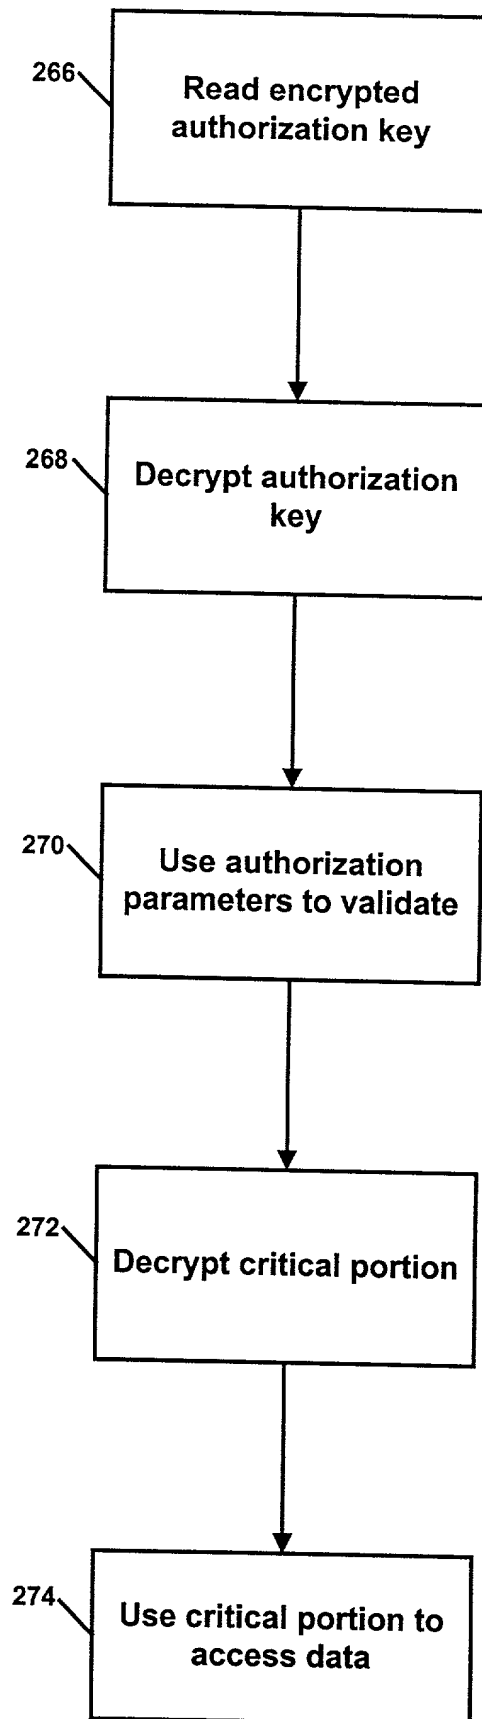 266
Read encrypted
authorization key
268
Decrypt authorization
key
270
Use authorization
parameters to validate
272
Decrypt critical portion
274
Use critical portion to
access data